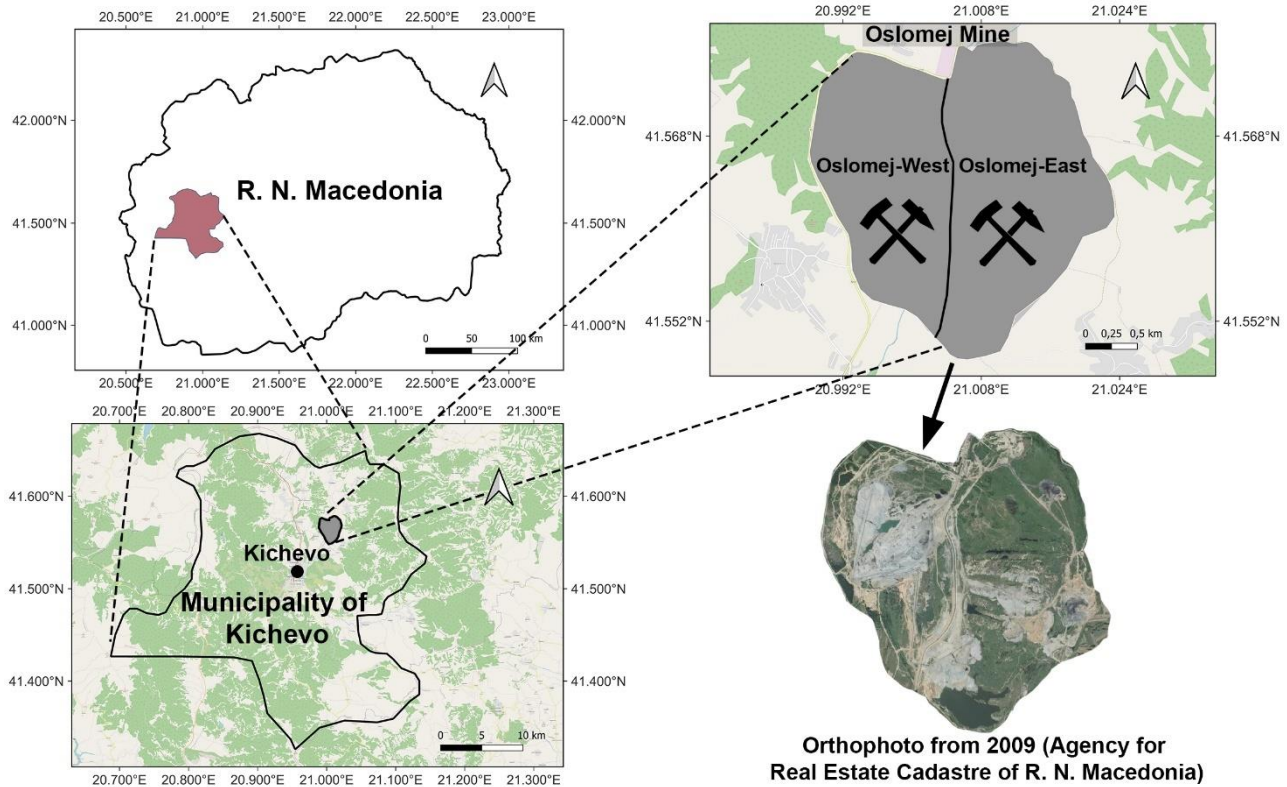 20.500°E 21.000°E 21.500°E 22.000°E 22.500°E 23.000°E
42.000°N 42.000°N
R. N. Macedonia
41.500°N 41.500°N
41.000°N 41.000°N
0 50 100 km
20.500°E 21.000°E 21.500°E 22.000°E 22.500°E 23.000°E
20.992°E 21.008°E 21.024°E
Oslomej Mine
41.568°N 41.568°N
Oslomej-West Oslomej-East
41.552°N 41.552°N
0 0,25 0,5 km
20.992°E 21.008°E 21.024°E
20.700°E 20.800°E 20.900°E 21.000°E 21.100°E 21.200°E 21.300°E
41.600°N 41.600°N
Kichevo
41.500°N 41.500°N
Municipality of
Kichevo
41.400°N 41.400°N
0 5 10 km
20.700°E 20.800°E 20.900°E 21.000°E 21.100°E 21.200°E 21.300°E
Orthophoto from 2009 (Agency for
Real Estate Cadastre of R. N. Macedonia)